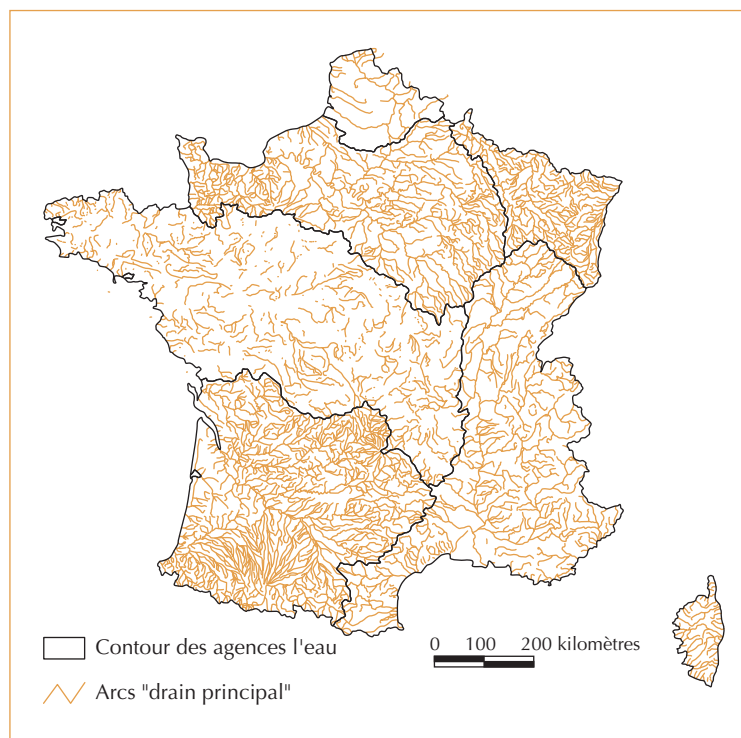 Contour des agences l'eau
0 100 200 kilomètres
Arcs "drain principal"